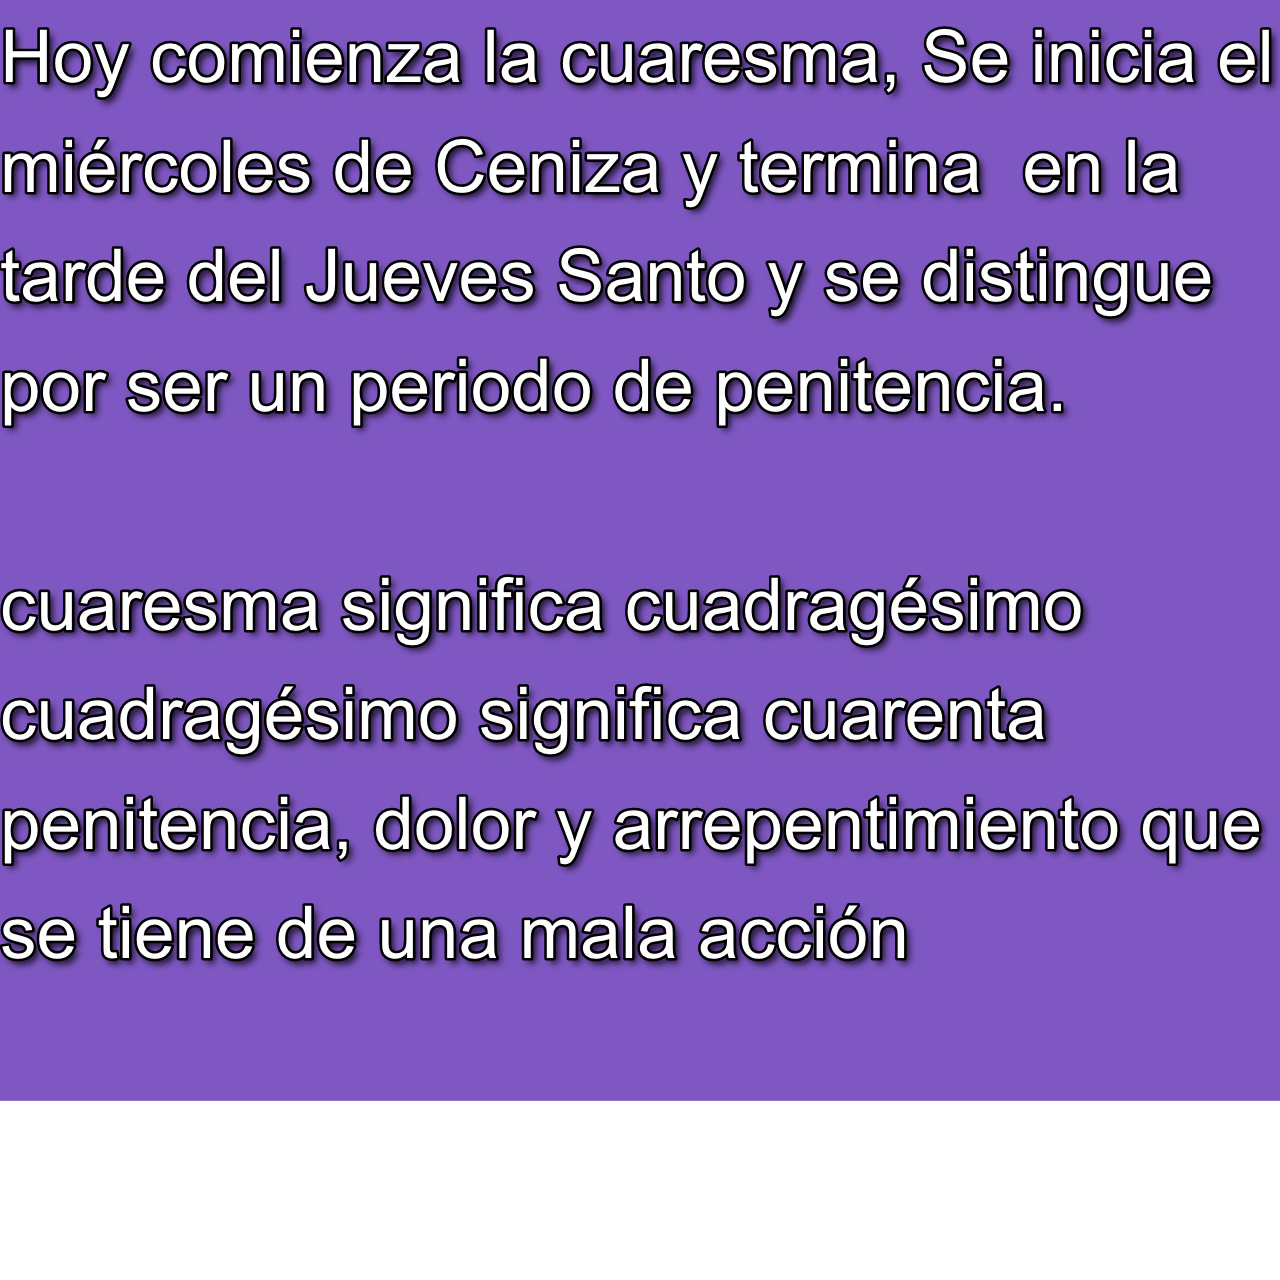 Hoy comienza la cuaresma, Se inicia el
miércoles de Ceniza y termina  en la
tarde del Jueves Santo y se distingue
por ser un periodo de penitencia.
cuaresma significa cuadragésimo
cuadragésimo significa cuarenta
penitencia, dolor y arrepentimiento que
se tiene de una mala acción